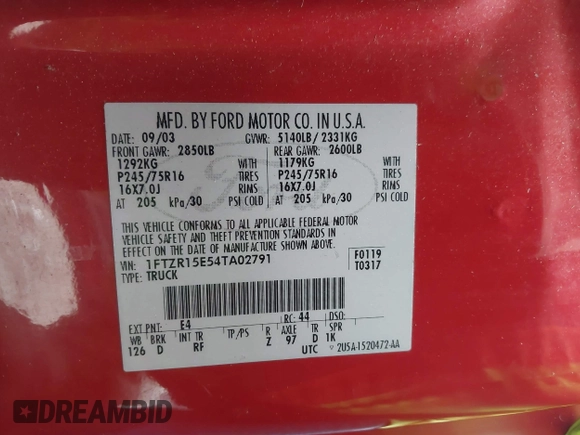 MFD. BY FORD MOTOR CO. IN U.S.A.
DATE: 09/03 GVWR: 5140LB/ 2331KG
FRONT GAWR: 2850LB REAR GAWR: 2600LB
1292KG WITH 1179KG WITH
P245/75R16 TIRES P245/75R16 TIRES
16X7.0J RIMS 16X7.0J RIMS
AT 205 kPa/30 PSI COLD AT 205 kPa/30 PSI COLD
THIS VEHICLE CONFORMS TO ALL APPLICABLE FEDERAL MOTOR
VEHICLE SAFETY AND THEFT PREVENTION STANDARDS IN
EFFECT ON THE DATE OF MANUFACTURE SHOWN ABOVE.
VIN: 1FTZR15E54TA02791 F0119
TYPE: TRUCK T0317
EXT PNT: E4 RC: 44 DSO:
WB BRK INT TR TP/PS R AXLE TR SPR
126 D RF Z 97 D 1K
UTC 2U5A-1520472-AA
Ford
DREAMBID